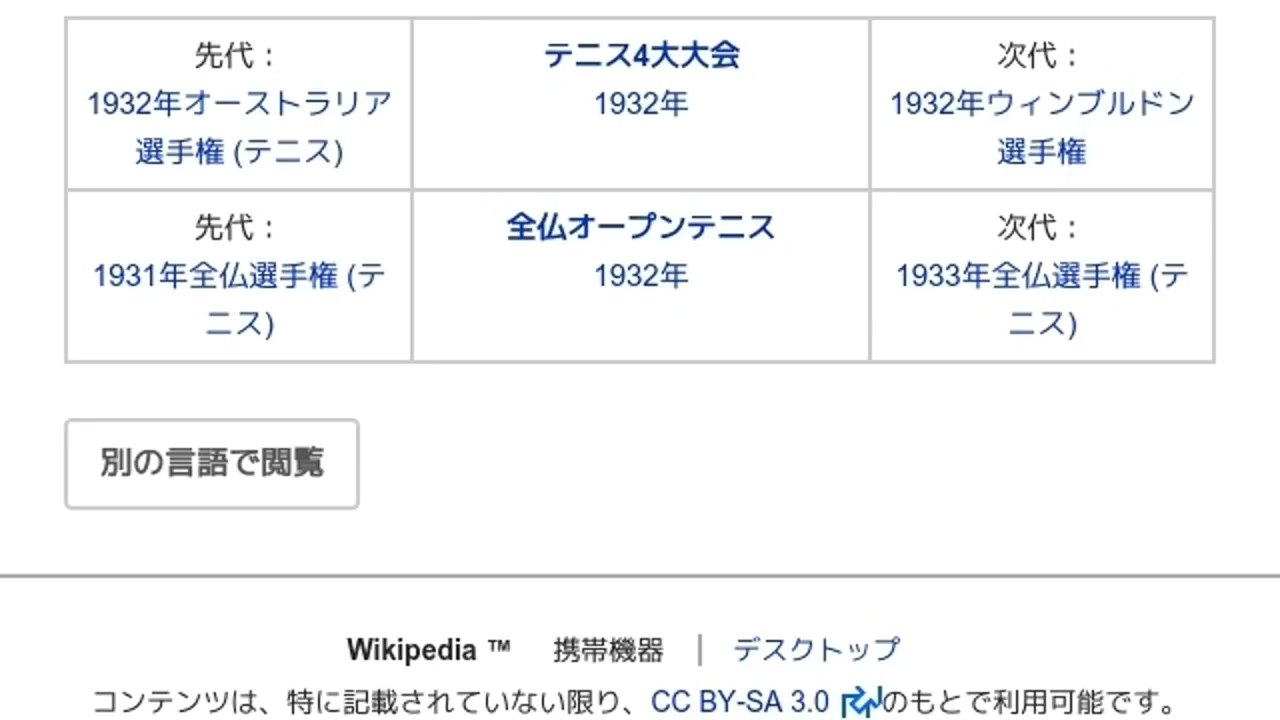 先代：
1932年オーストラリア
選手権 (テニス)
テニス4大大会
1932年
次代：
1932年ウィンブルドン
選手権
先代：
1931年全仏選手権 (テ
ニス)
全仏オープンテニス
1932年
次代：
1933年全仏選手権 (テ
ニス)
別の言語で閲覧
Wikipedia ™ 携帯機器 | デスクトップ
コンテンツは、特に記載されていない限り、CC BY-SA 3.0 のもとで利用可能です。